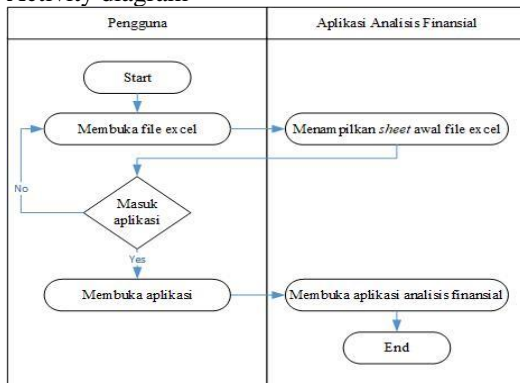 Activity diagram
Pengguna
Aplikasi Analisis Finansial
Start
Membuka file excel
Menampilkan sheet awal file excel
No
Masuk
aplikasi
Yes
Membuka aplikasi
Membuka aplikasi analisis finansial
End